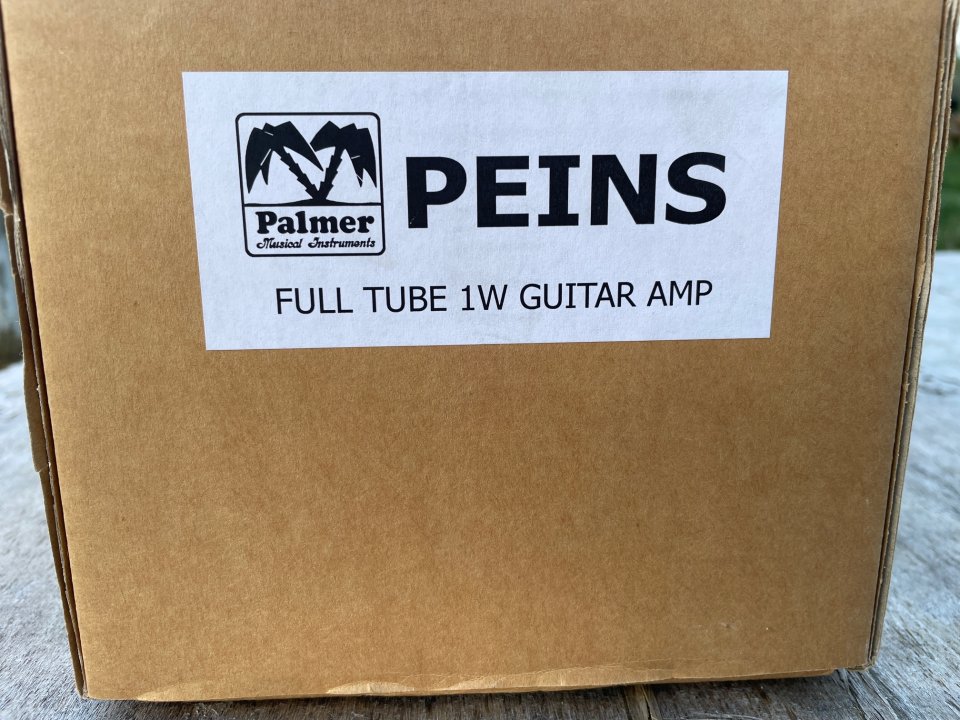 PEINS
Palmer
Musical Instruments
FULL TUBE 1W GUITAR AMP